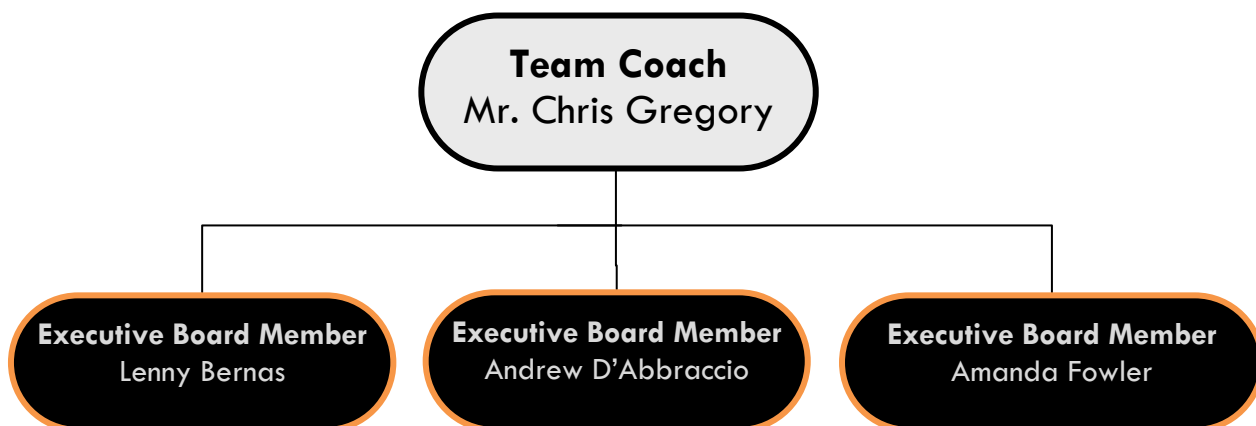 Team Coach
Mr. Chris Gregory
Executive Board Member
Lenny Bernas
Executive Board Member
Andrew D’Abbraccio
Executive Board Member
Amanda Fowler